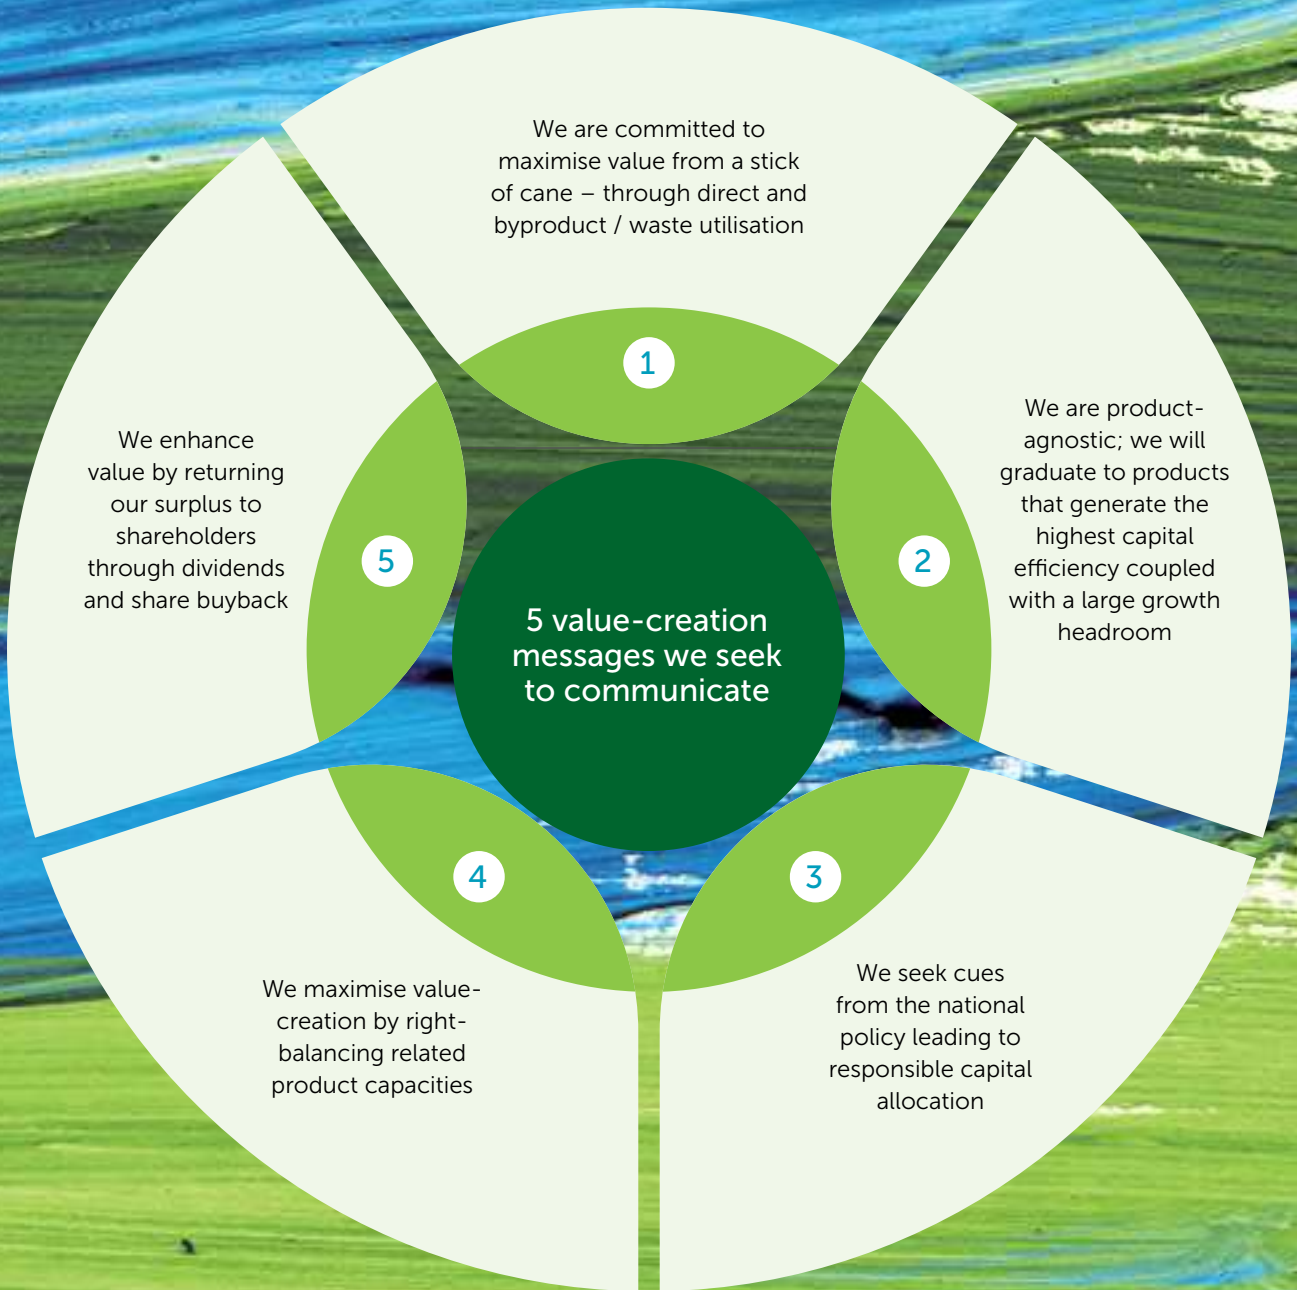 5 value-creation
messages we seek
to communicate
1
We are committed to
maximise value from a stick
of cane – through direct and
byproduct / waste utilisation
2
We are product-
agnostic; we will
graduate to products
that generate the
highest capital
efficiency coupled
with a large growth
headroom
3
We seek cues
from the national
policy leading to
responsible capital
allocation
4
We maximise value-
creation by right-
balancing related
product capacities
5
We enhance
value by returning
our surplus to
shareholders
through dividends
and share buyback